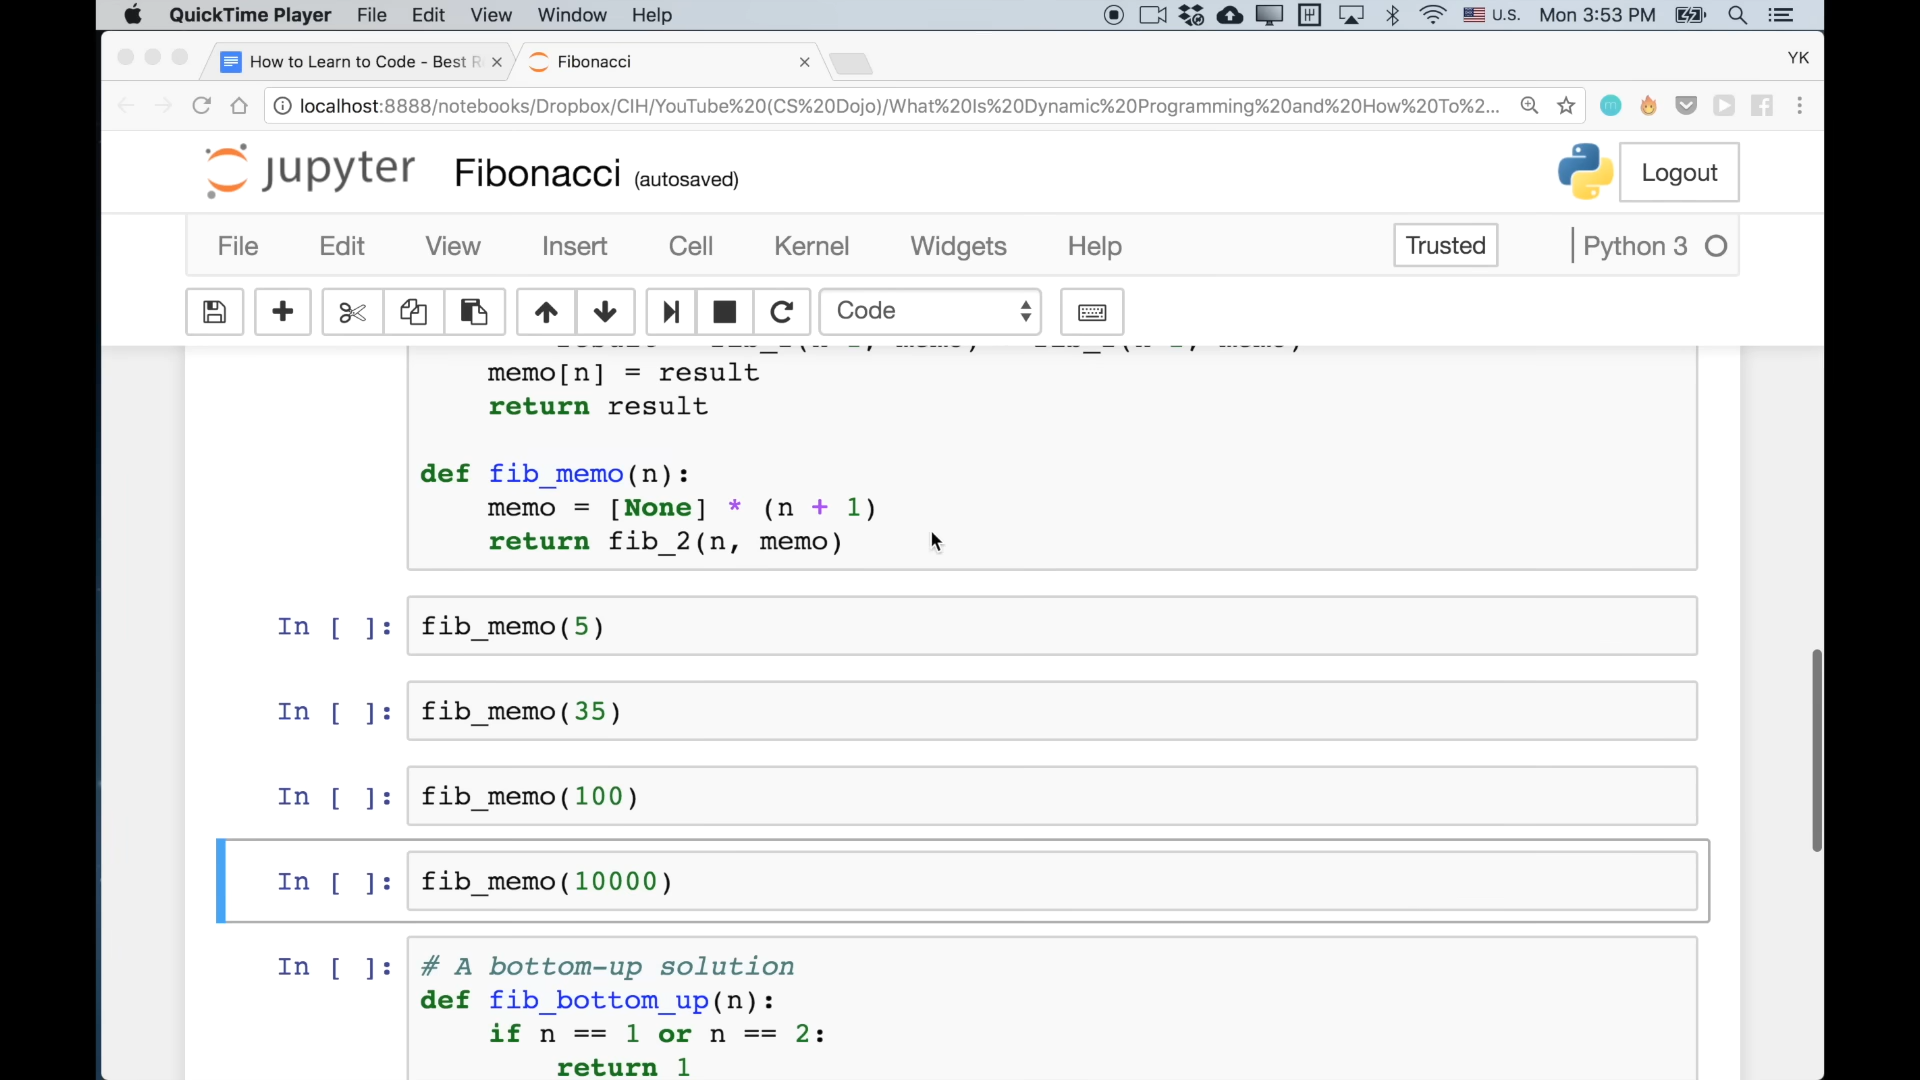 QuickTime Player File Edit View Window Help U.S. Mon 3:53 PM
How to Learn to Code - Best R Fibonacci YK
localhost:8888/notebooks/Dropbox/CIH/YouTube%20(CS%20Dojo)/What%20Is%20Dynamic%20Programming%20and%20How%20To%2...
jupyter Fibonacci (autosaved) Logout
File Edit View Insert Cell Kernel Widgets Help Trusted Python 3
Code
memo[n] = result
return result
def fib_memo(n):
memo = [None] * (n + 1)
return fib_2(n, memo)
In [ ]: fib_memo(5)
In [ ]: fib_memo(35)
In [ ]: fib_memo(100)
In [ ]: fib_memo(10000)
In [ ]: # A bottom-up solution
def fib_bottom_up(n):
if n == 1 or n == 2:
return 1